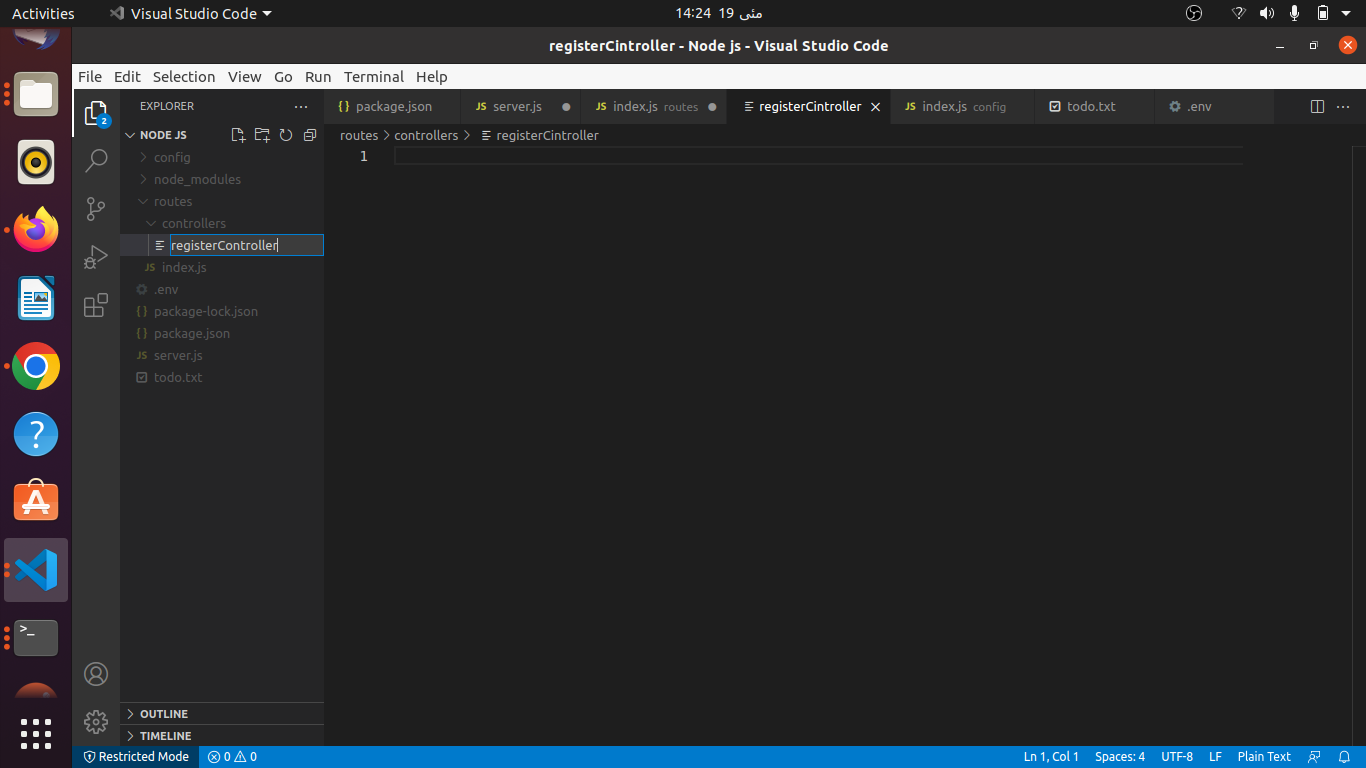 Activities
Visual Studio Code
مئی 19  14:24
registerCintroller - Node js - Visual Studio Code
File Edit Selection View Go Run Terminal Help
EXPLORER
package.json
JS server.js
JS index.js routes
registerCintroller
JS index.js config
todo.txt
.env
2
NODE JS
routes > controllers > registerCintroller
1
config
node_modules
routes
controllers
registerController
JS index.js
.env
package-lock.json
package.json
JS server.js
todo.txt
OUTLINE
TIMELINE
Restricted Mode
0 0
Ln 1, Col 1
Spaces: 4
UTF-8
LF
Plain Text